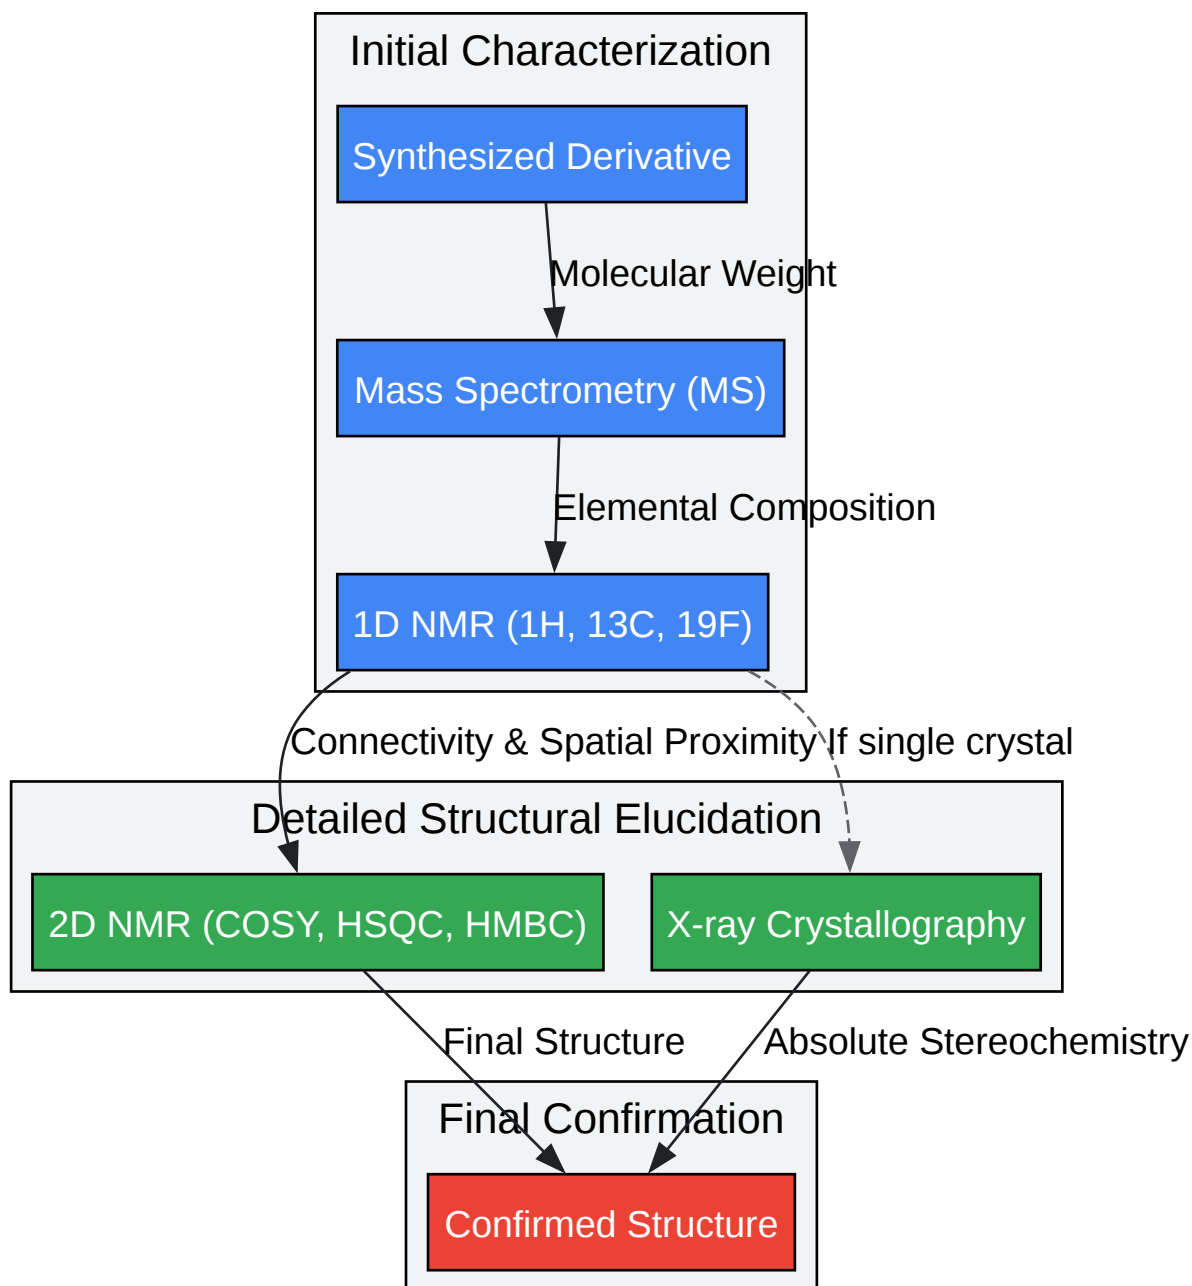 Initial Characterization
Synthesized Derivative
Molecular Weight
Mass Spectrometry (MS)
Elemental Composition
1D NMR (1H, 13C, 19F)
Connectivity & Spatial Proximity
If single crystal
Detailed Structural Elucidation
2D NMR (COSY, HSQC, HMBC)
X-ray Crystallography
Final Structure
Absolute Stereochemistry
Final Confirmation
Confirmed Structure